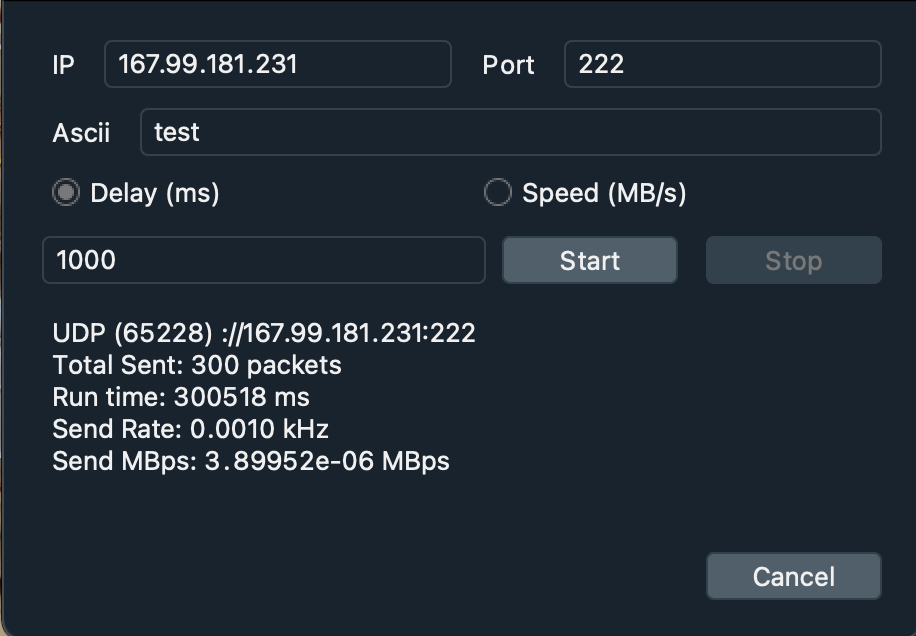 IP 167.99.181.231 Port 222
Ascii test
Delay (ms) Speed (MB/s)
1000 Start Stop
UDP (65228) ://167.99.181.231:222
Total Sent: 300 packets
Run time: 300518 ms
Send Rate: 0.0010 kHz
Send MBps: 3.89952e-06 MBps
Cancel